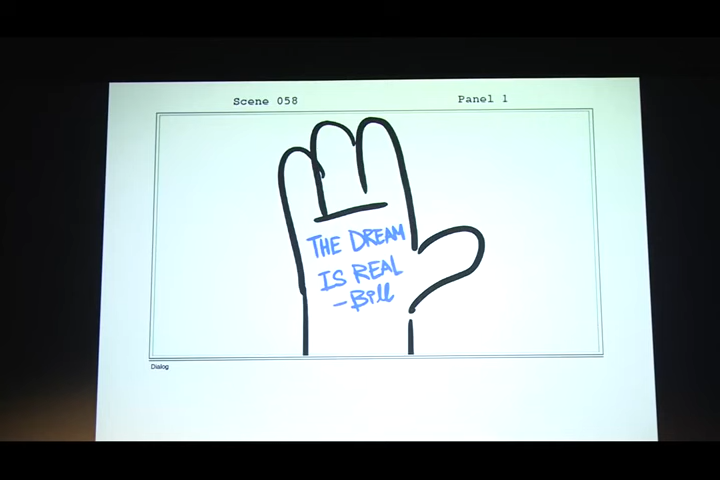 Scene 058
Panel 1
THE DREAM
IS REAL
-Bill
Dialog